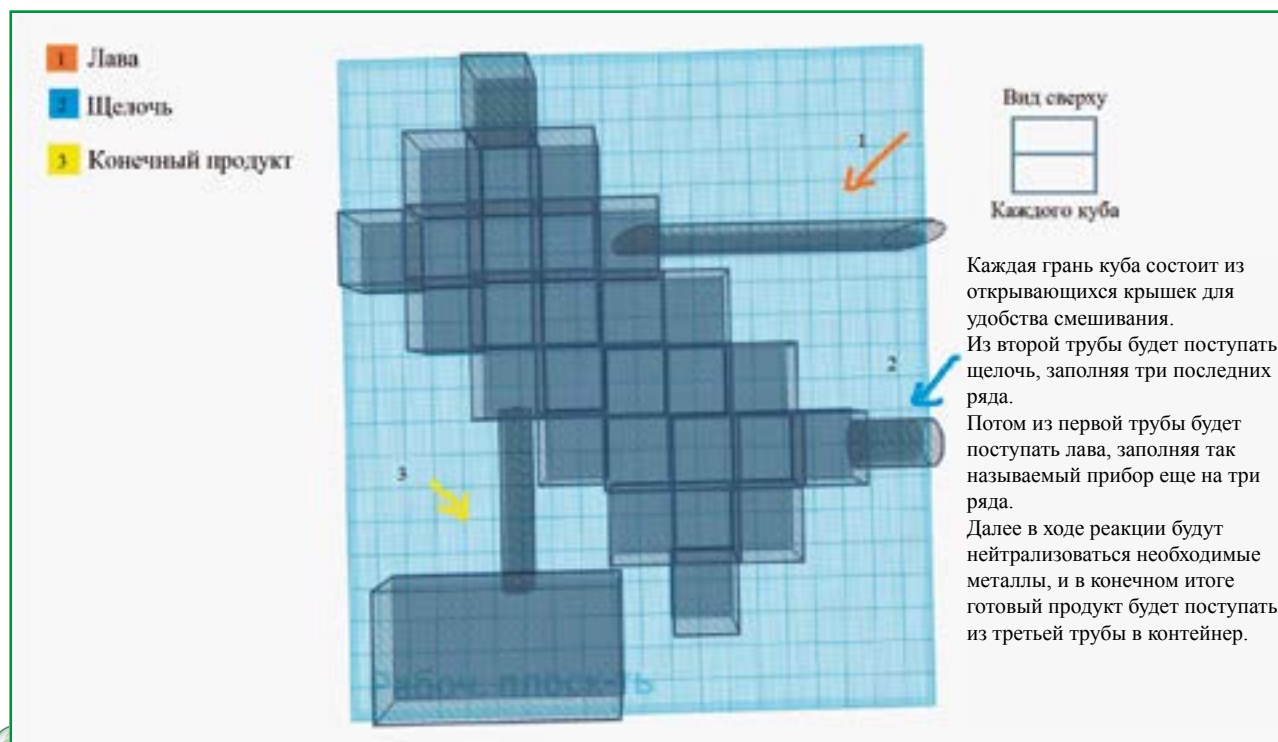 1 Лава
2 Щелочь
3 Конечный продукт
1
2
3
Рабоч. плоск-ть
Вид сверху
Каждого куба
Каждая грань куба состоит из
открывающихся крышек для
удобства смешивания.
Из второй трубы будет поступать
щелочь, заполняя три последних
ряда.
Потом из первой трубы будет
поступать лава, заполняя так
называемый прибор еще на три
ряда.
Далее в ходе реакции будут
нейтрализоваться необходимые
металлы, и в конечном итоге
готовый продукт будет поступать
из третьей трубы в контейнер.